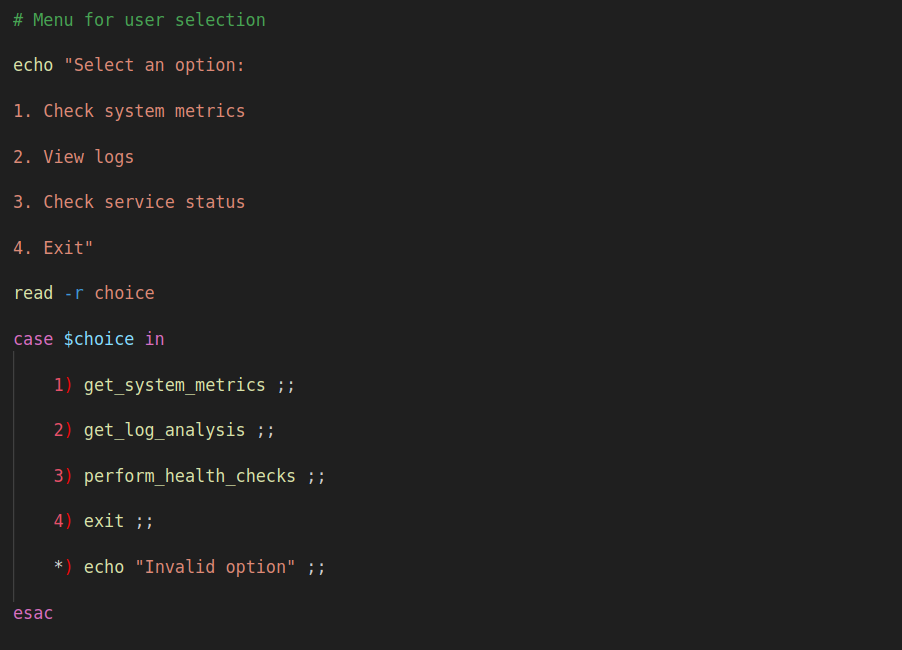 # Menu for user selection
echo "Select an option:
1. Check system metrics
2. View logs
3. Check service status
4. Exit"
read -r choice
case $choice in
1) get_system_metrics ;;
2) get_log_analysis ;;
3) perform_health_checks ;;
4) exit ;;
*) echo "Invalid option" ;;
esac